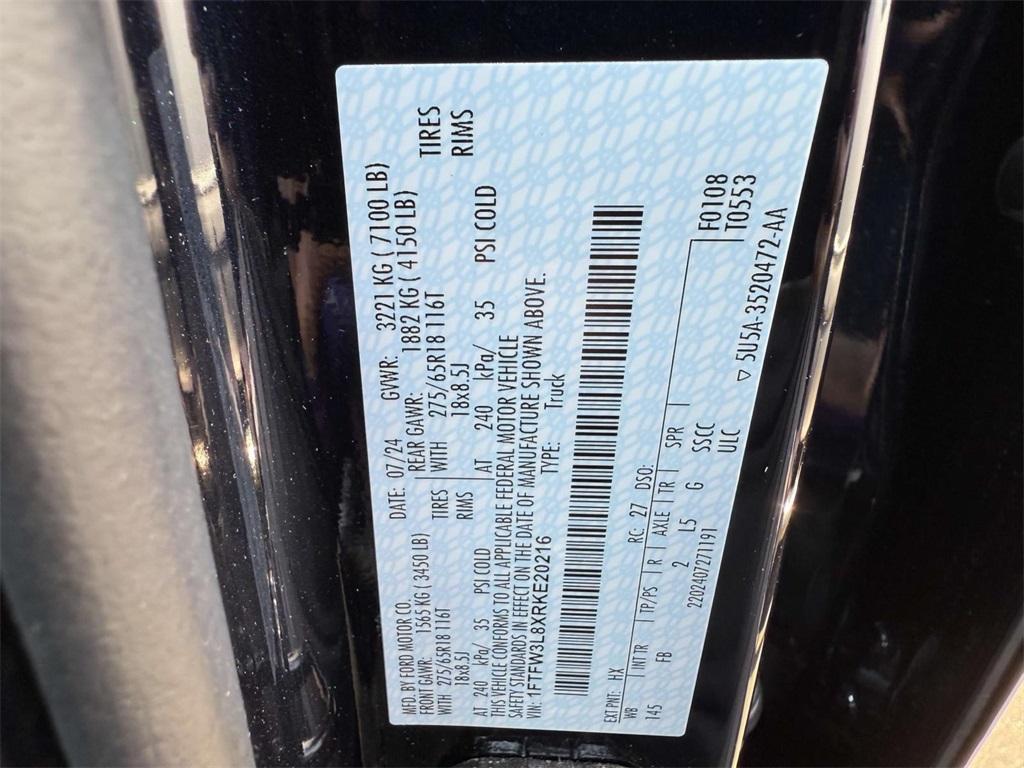 MFD. BY FORD MOTOR CO.
DATE: 07/24 GVWR: 3221 KG ( 7100 LB)
FRONT GAWR: 1565 KG ( 3450 LB) REAR GAWR: 1882 KG ( 4150 LB)
WITH 275/65R18 116T TIRES WITH 275/65R18 116T TIRES
18x8.5J RIMS 18x8.5J RIMS
AT 240 kPa/ 35 PSI COLD AT 240 kPa/ 35 PSI COLD
THIS VEHICLE CONFORMS TO ALL APPLICABLE FEDERAL MOTOR VEHICLE
SAFETY STANDARDS IN EFFECT ON THE DATE OF MANUFACTURE SHOWN ABOVE.
VIN: 1FTFW3L8XRKE20216 TYPE: Truck
EXT PNT: HX RC: 27 DSO: F0108
WB INT TR TP/PS R AXLE TR SPR T0553
145 FB 2 L5 G SSCC
2202407271191 ULC
5U5A-3520472-AA